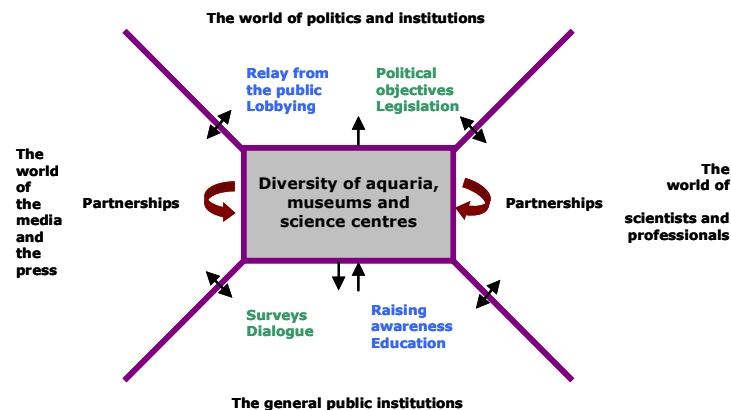 The world of politics and institutions
Relay from
the public
Lobbying
Political
objectives
Legislation
The
world
of
the
media
and
the
press
Partnerships
Diversity of aquaria,
museums and
science centres
Partnerships
The
world of
scientists and
professionals
Surveys
Dialogue
Raising
awareness
Education
The general public institutions